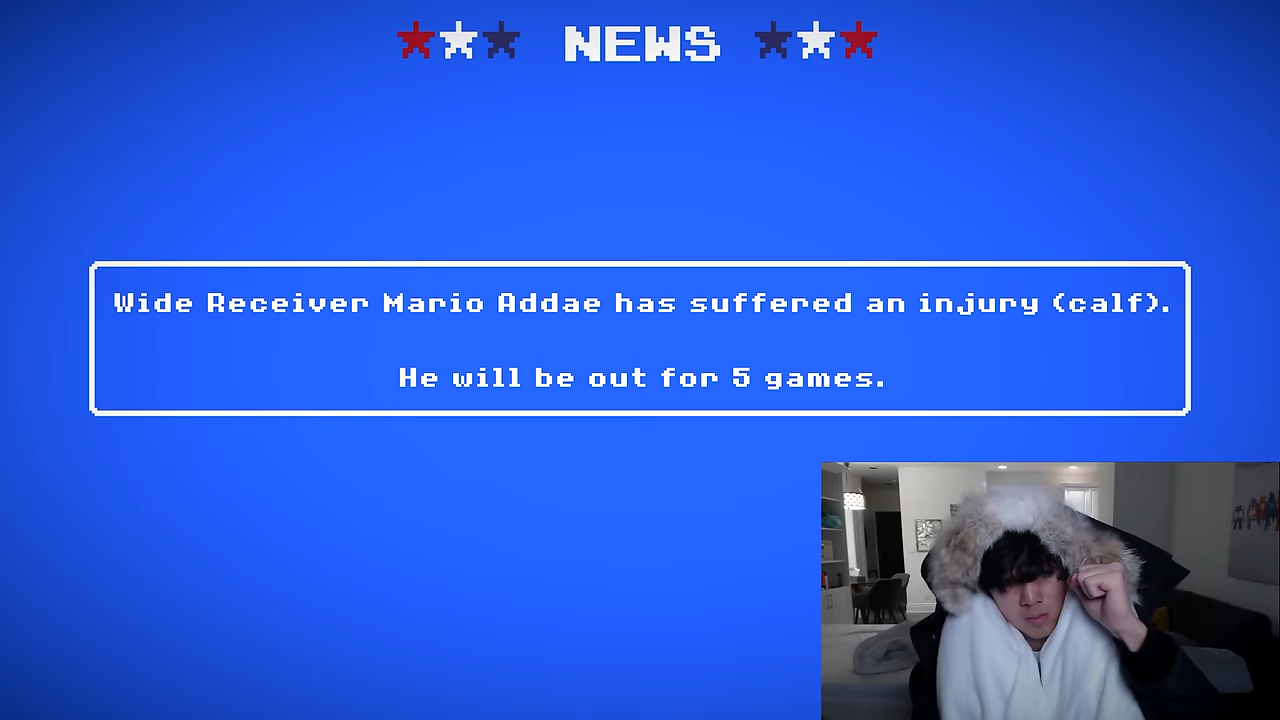 NEWS
Wide Receiver Mario Addae has suffered an injury (calf).
He will be out for 5 games.